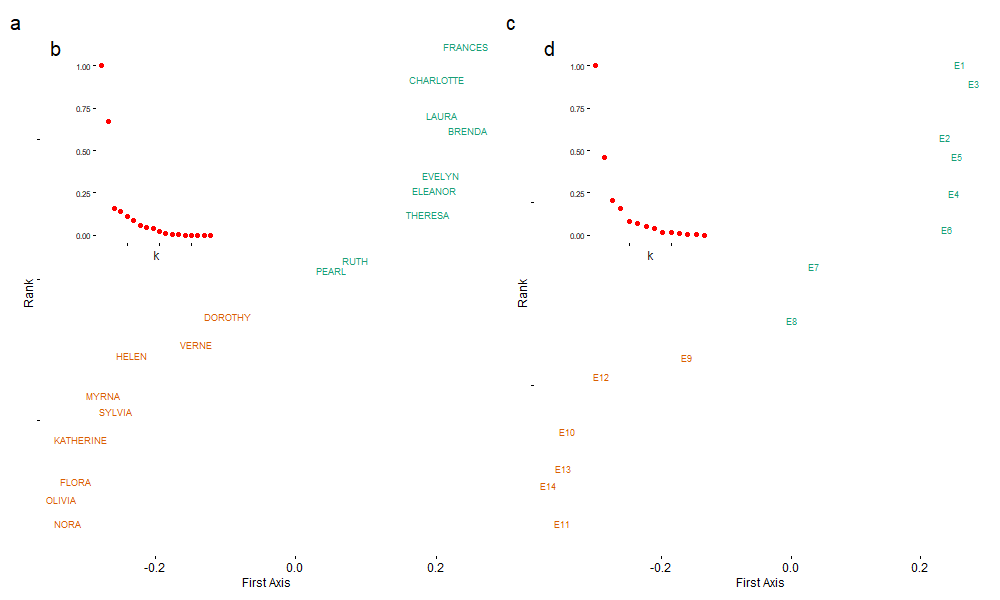 a
b
FRANCES
1.00
CHARLOTTE
0.75
LAURA
BRENDA
0.50
EVELYN
0.25
ELEANOR
THERESA
0.00
k
RUTH
PEARL
Rank
DOROTHY
VERNE
HELEN
MYRNA
SYLVIA
KATHERINE
FLORA
OLIVIA
NORA
-0.2 0.0 0.2
First Axis
c
d
1.00
E1
E3
0.75
E2
0.50
E5
0.25
E4
E6
0.00
k
E7
Rank
E8
E9
E12
E10
E13
E14
E11
-0.2 0.0 0.2
First Axis